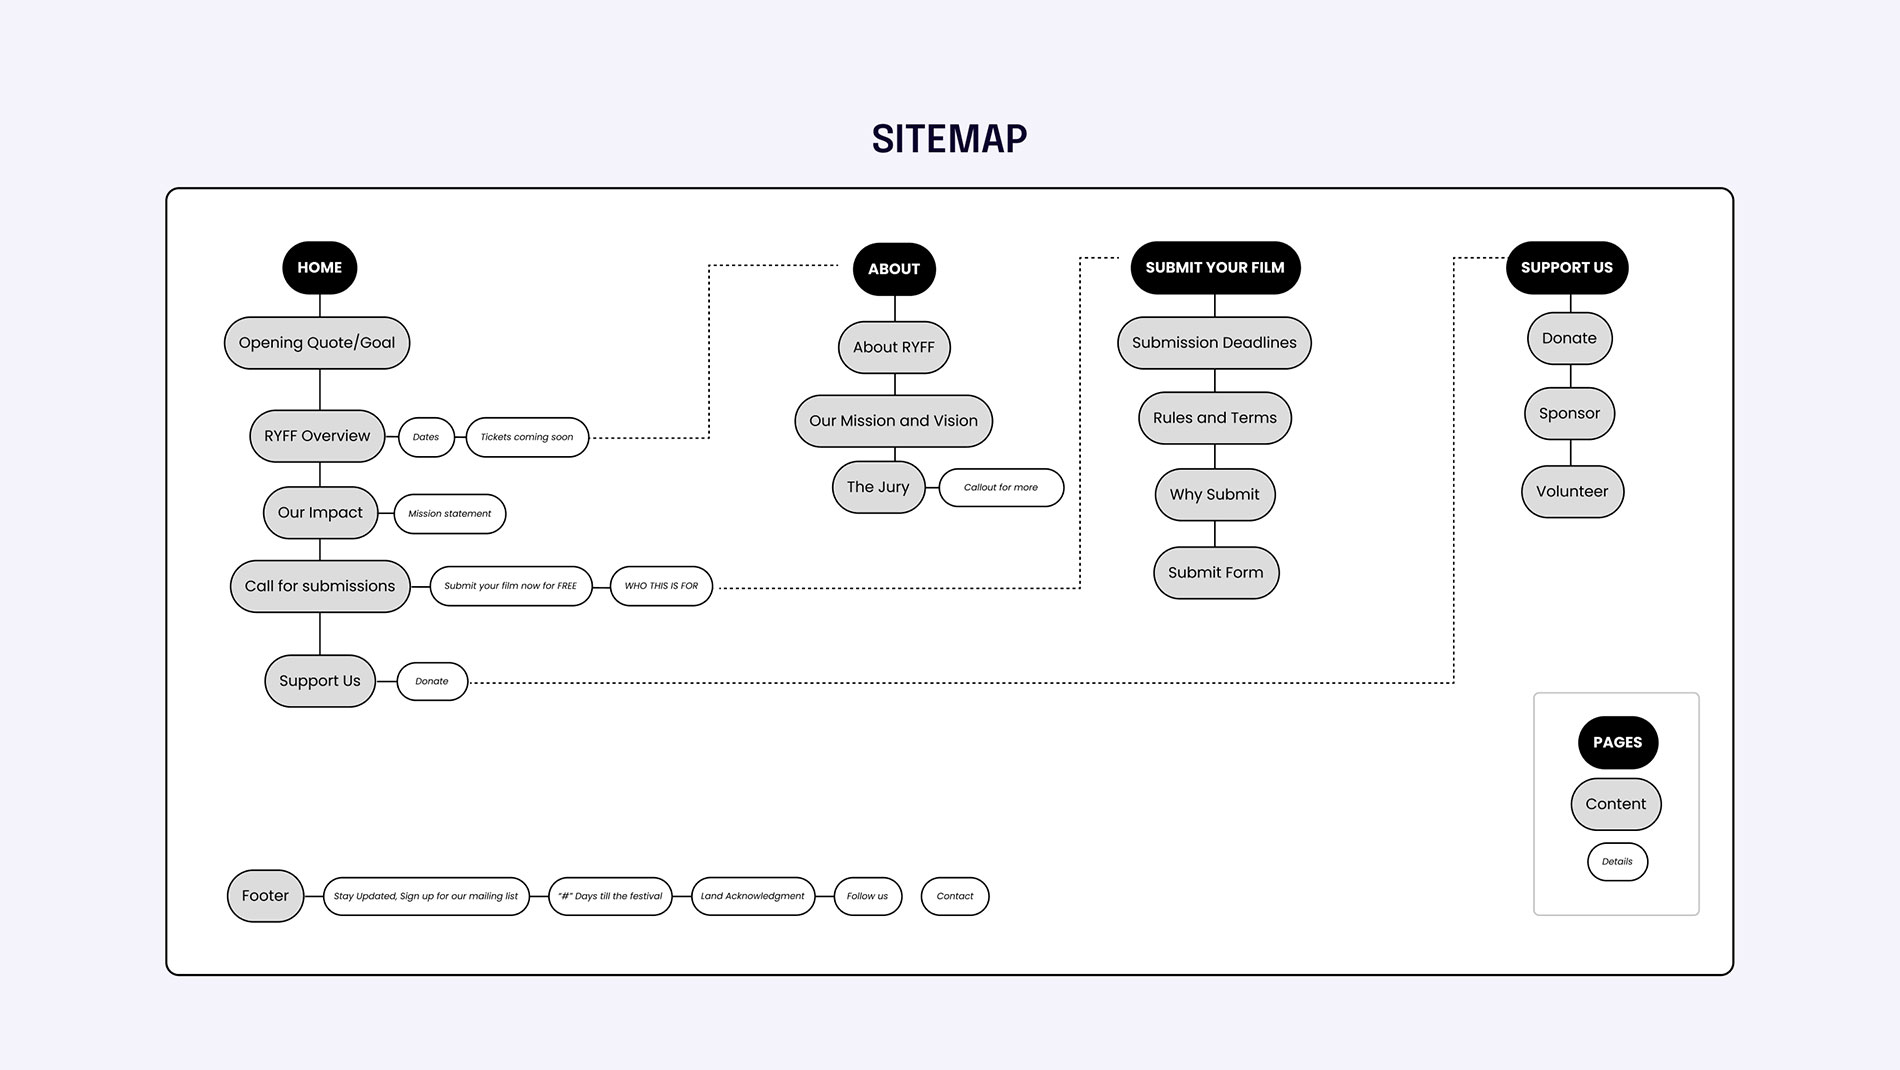 SITEMAP
HOME
Opening Quote/Goal
RYFF Overview
Dates
Tickets coming soon
Our Impact
Mission statement
Call for submissions
Submit your film now for FREE
WHO THIS IS FOR
Support Us
Donate
ABOUT
About RYFF
Our Mission and Vision
The Jury
Callout for more
SUBMIT YOUR FILM
Submission Deadlines
Rules and Terms
Why Submit
Submit Form
SUPPORT US
Donate
Sponsor
Volunteer
PAGES
Content
Details
Footer
Stay Updated, Sign up for our mailing list
"#" Days till the festival
Land Acknowledgment
Follow us
Contact